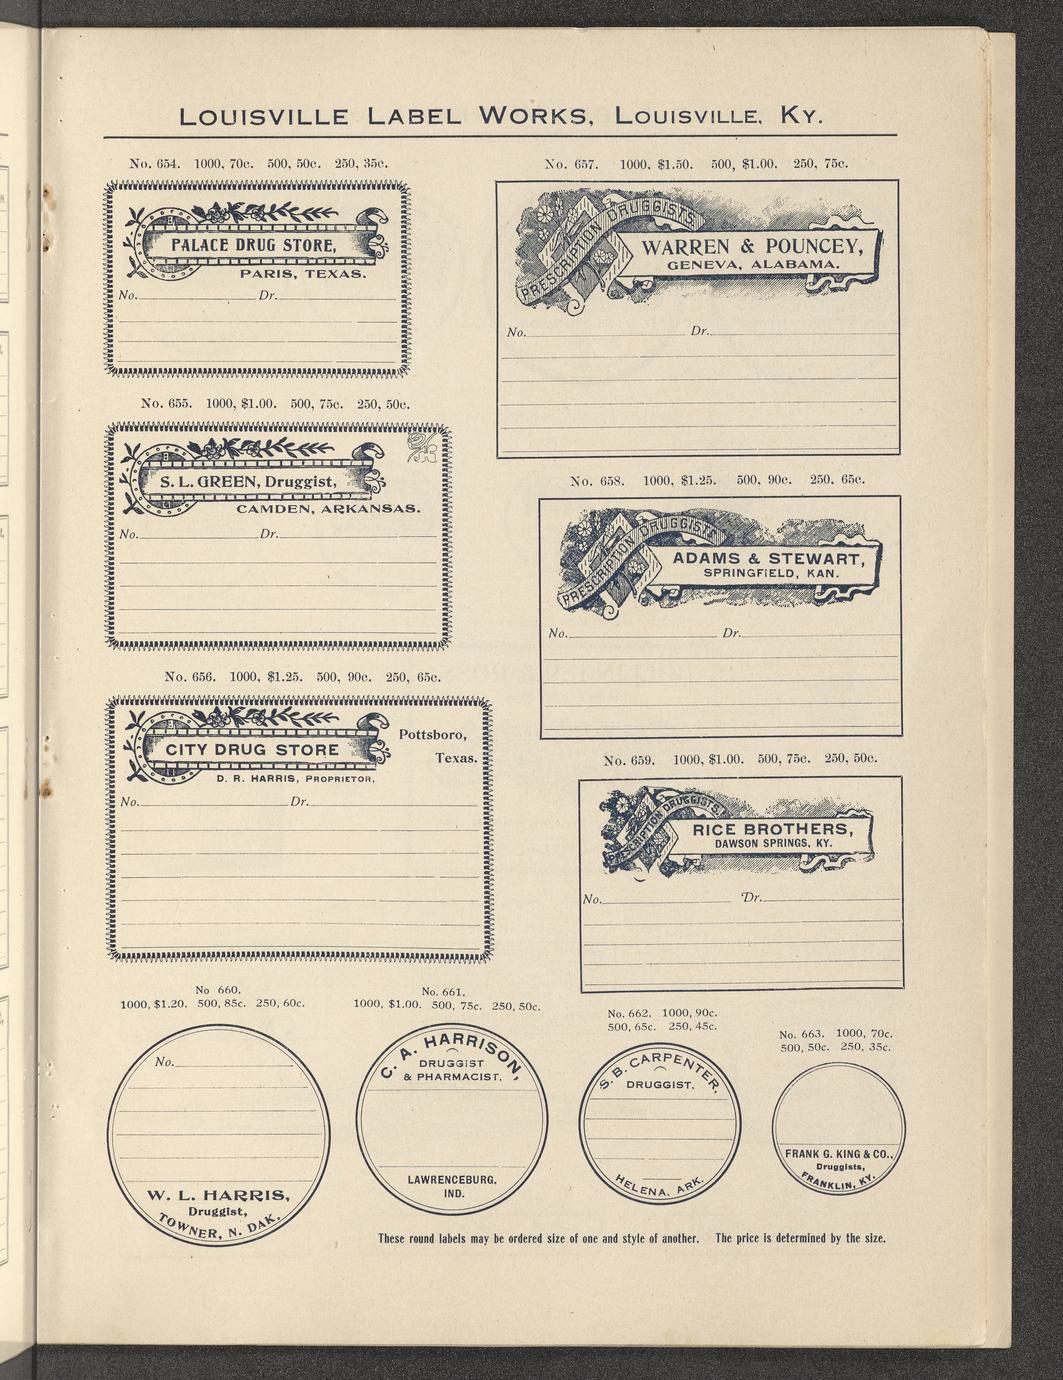 LOUISVILLE LABEL WORKS, LOUISVILLE, KY.
No. 654. 1000, 70c. 500, 50c. 250, 35c.
PALACE DRUG STORE,
PARIS, TEXAS.
No. Dr.
No. 655. 1000, $1.00. 500, 75c. 250, 50c.
S. L. GREEN, Druggist,
CAMDEN, ARKANSAS.
No. Dr.
No. 656. 1000, $1.25. 500, 90c. 250, 65c.
CITY DRUG STORE
D. R. HARRIS, PROPRIETOR,
Pottsboro,
Texas.
No. Dr.
No. 657. 1000, $1.50. 500, $1.00. 250, 75c.
PRESCRIPTION DRUGGISTS
WARREN & POUNCEY,
GENEVA, ALABAMA.
No. Dr.
No. 658. 1000, $1.25. 500, 90c. 250, 65c.
PRESCRIPTION DRUGGISTS
ADAMS & STEWART,
SPRINGFIELD, KAN.
No. Dr.
No. 659. 1000, $1.00. 500, 75c. 250, 50c.
PRESCRIPTION DRUGGISTS
RICE BROTHERS,
DAWSON SPRINGS, KY.
No. Dr.
No 660.
1000, $1.20. 500, 85c. 250, 60c.
No.
W. L. HARRIS,
Druggist,
TOWNER, N. DAK.
No. 661.
1000, $1.00. 500, 75c. 250, 50c.
C. A. HARRISON,
DRUGGIST
& PHARMACIST,
LAWRENCEBURG,
IND.
No. 662. 1000, 90c.
500, 65c. 250, 45c.
S. B. CARPENTER,
DRUGGIST,
HELENA, ARK.
No. 663. 1000, 70c.
500, 50c. 250, 35c.
FRANK G. KING & CO.,
Druggists,
FRANKLIN, KY.
These round labels may be ordered size of one and style of another. The price is determined by the size.